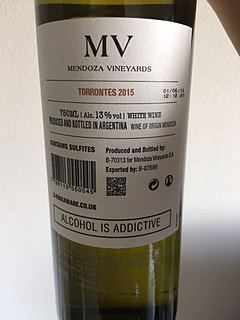 MV
MENDOZA VINEYARDS
TORRONTES 2015
750ML | Alc. 13% vol | WHITE WINE
PRODUCED AND BOTTLED IN ARGENTINA WINE OF ORIGIN MENDOZA
CONTAINS SULFITES
Produced and Bottled by:
B-70313 for Mendoza Vineyards S.A
Exported by: B-87696
DRINKAWARE.CO.UK
ALCOHOL IS ADDICTIVE